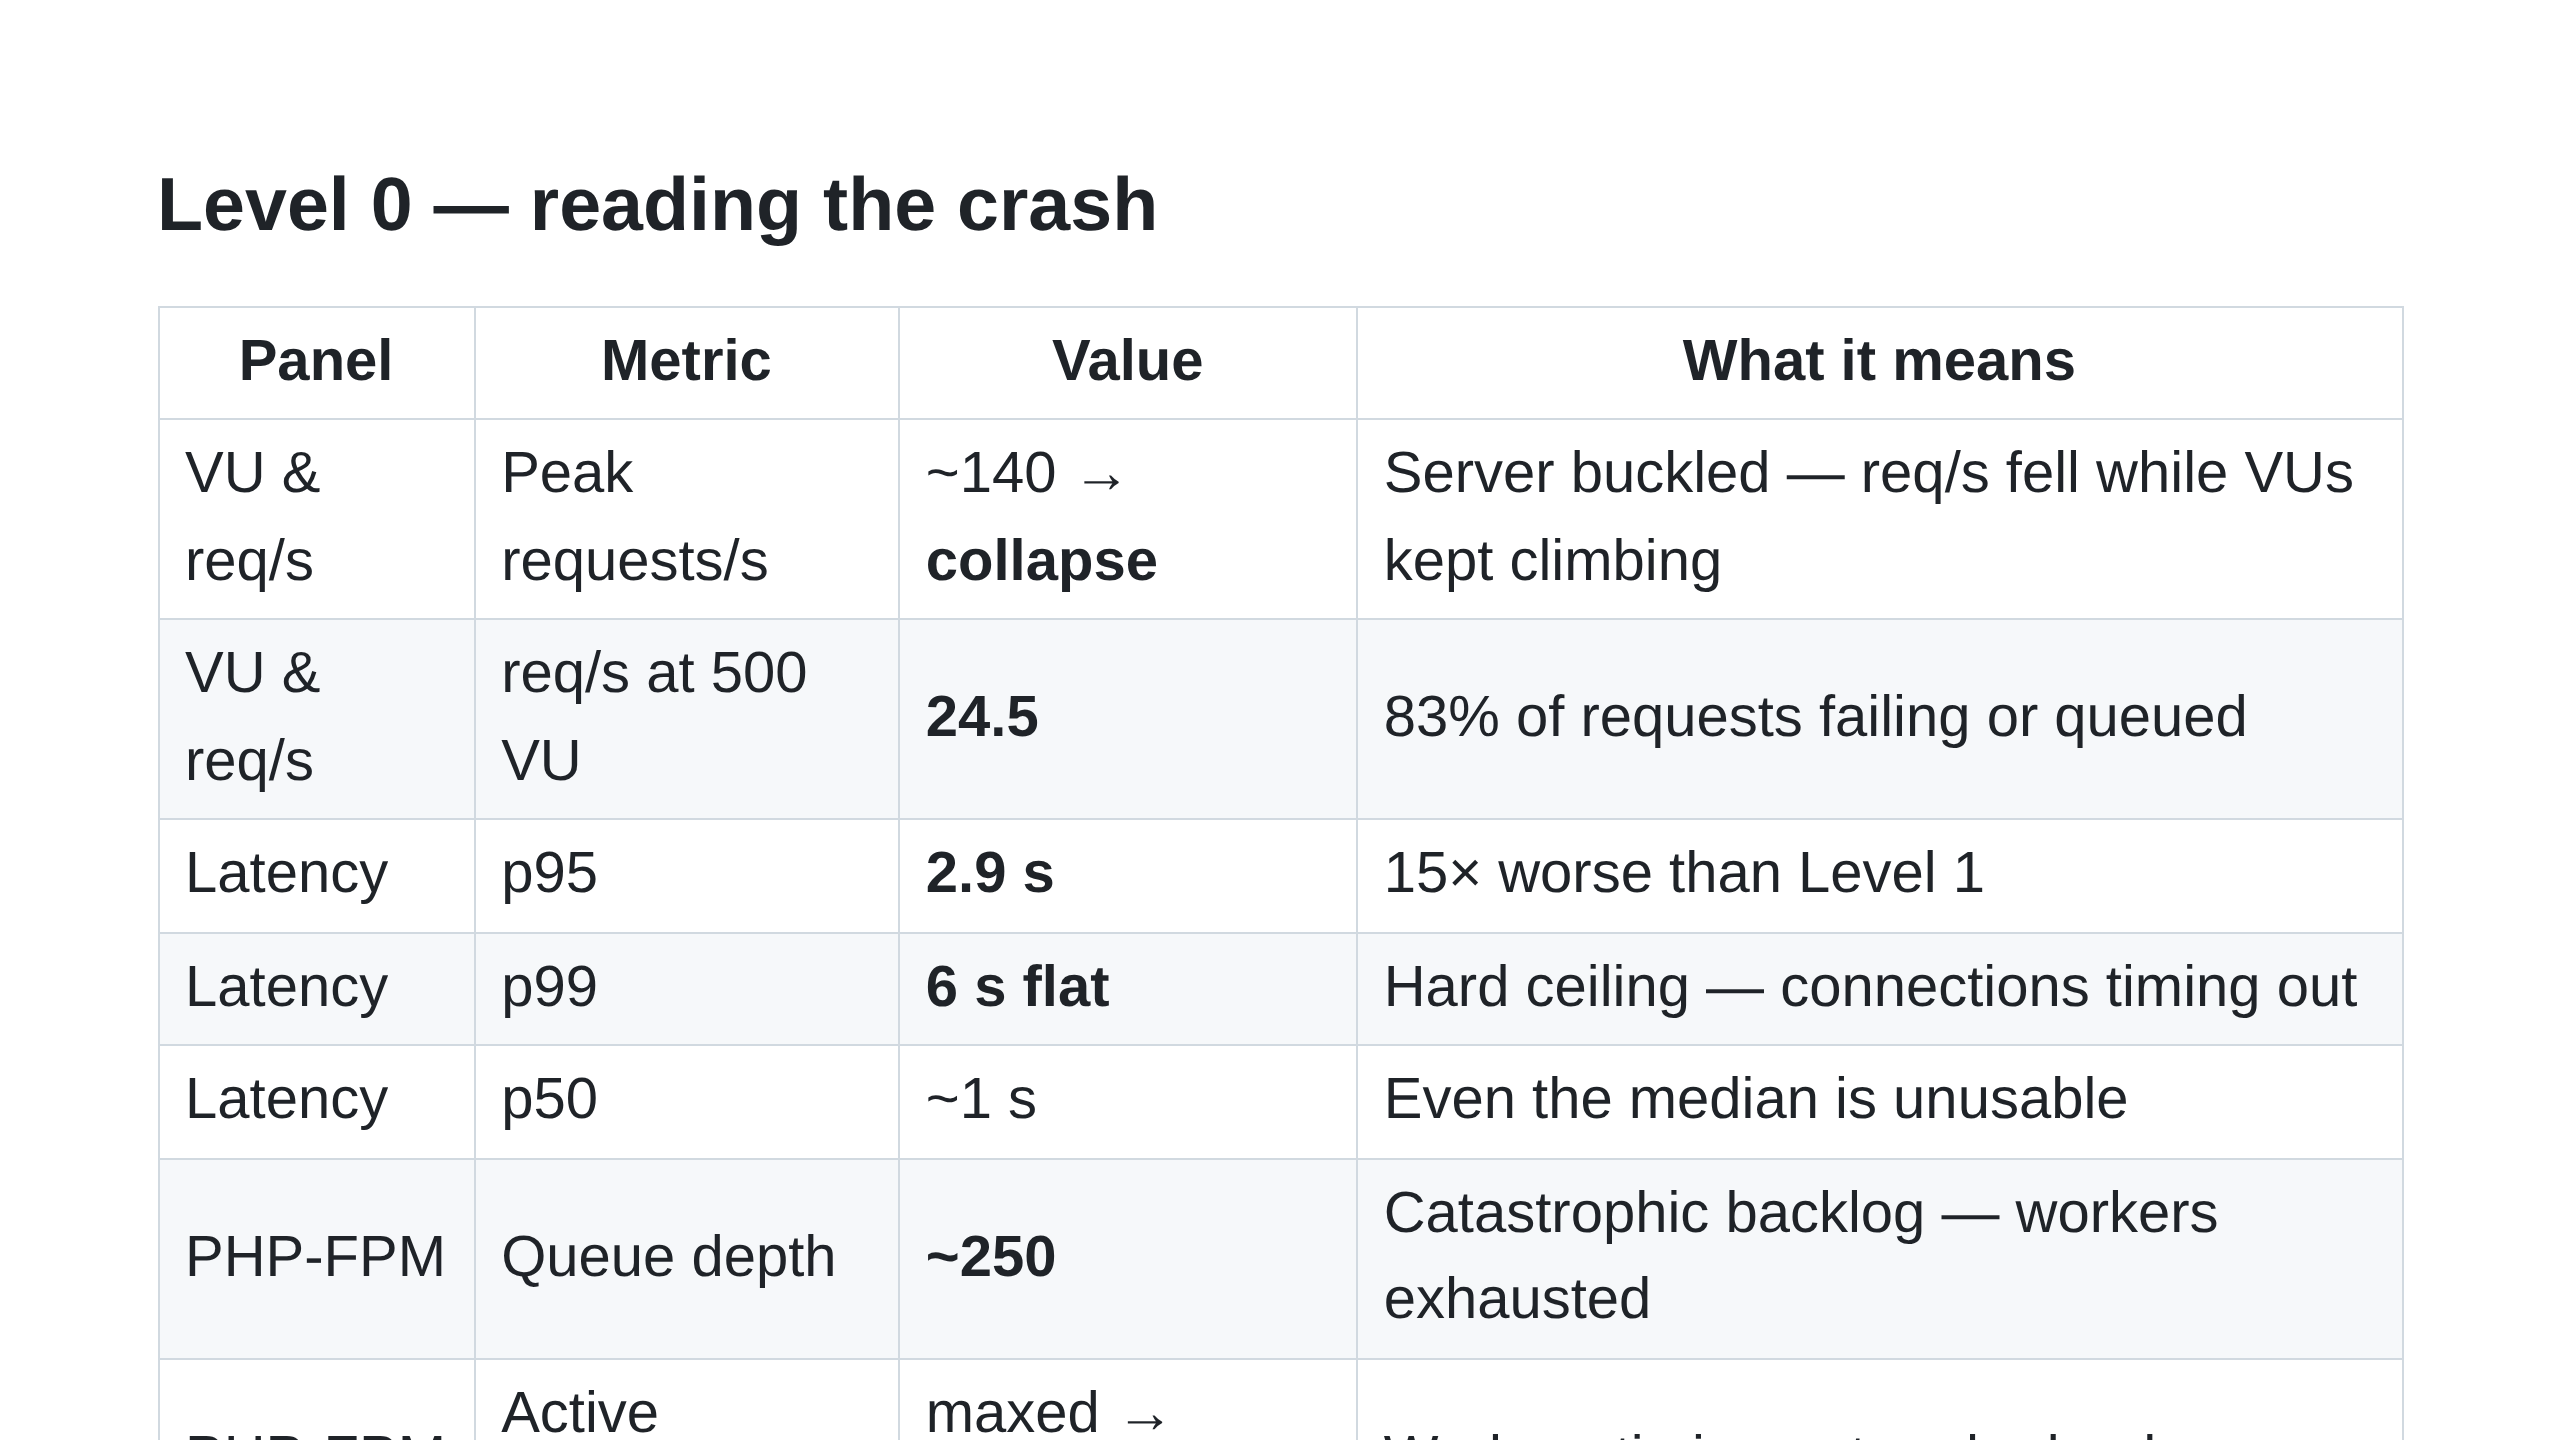 Level 0 — reading the crash
Panel Metric Value What it means
VU & Peak ~140 → Server buckled — req/s fell while VUs
req/s requests/s collapse kept climbing
VU & req/s at 500
req/s VU 24.5 83% of requests failing or queued
Latency p95 2.9 s 15× worse than Level 1
Latency p99 6 s flat Hard ceiling — connections timing out
Latency p50 ~1 s Even the median is unusable
PHP-FPM Queue depth ~250 Catastrophic backlog — workers
exhausted
Active maxed →
PHP-FPM